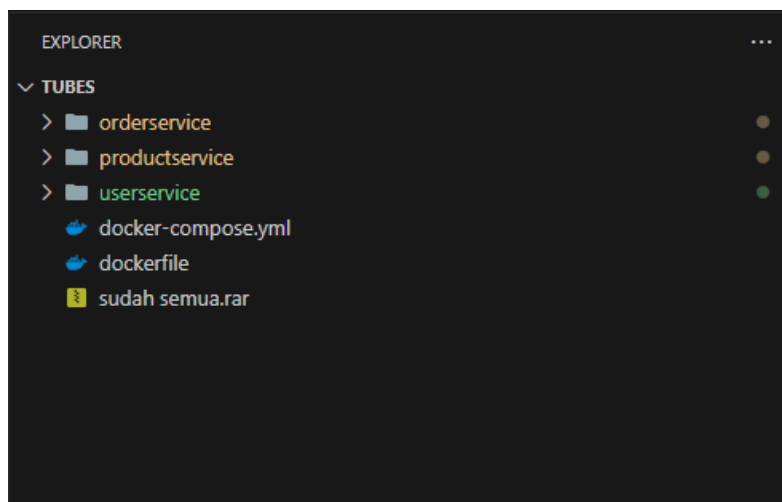 EXPLORER
TUBES
orderservice
productservice
userservice
docker-compose.yml
dockerfile
sudah semua.rar